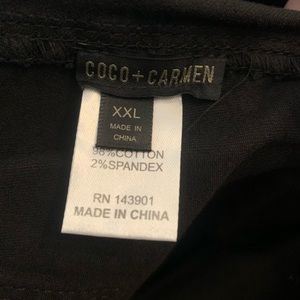 COCO+CARMEN
XXL
MADE IN
CHINA
98%COTTON
2%SPANDEX
RN 143901
MADE IN CHINA